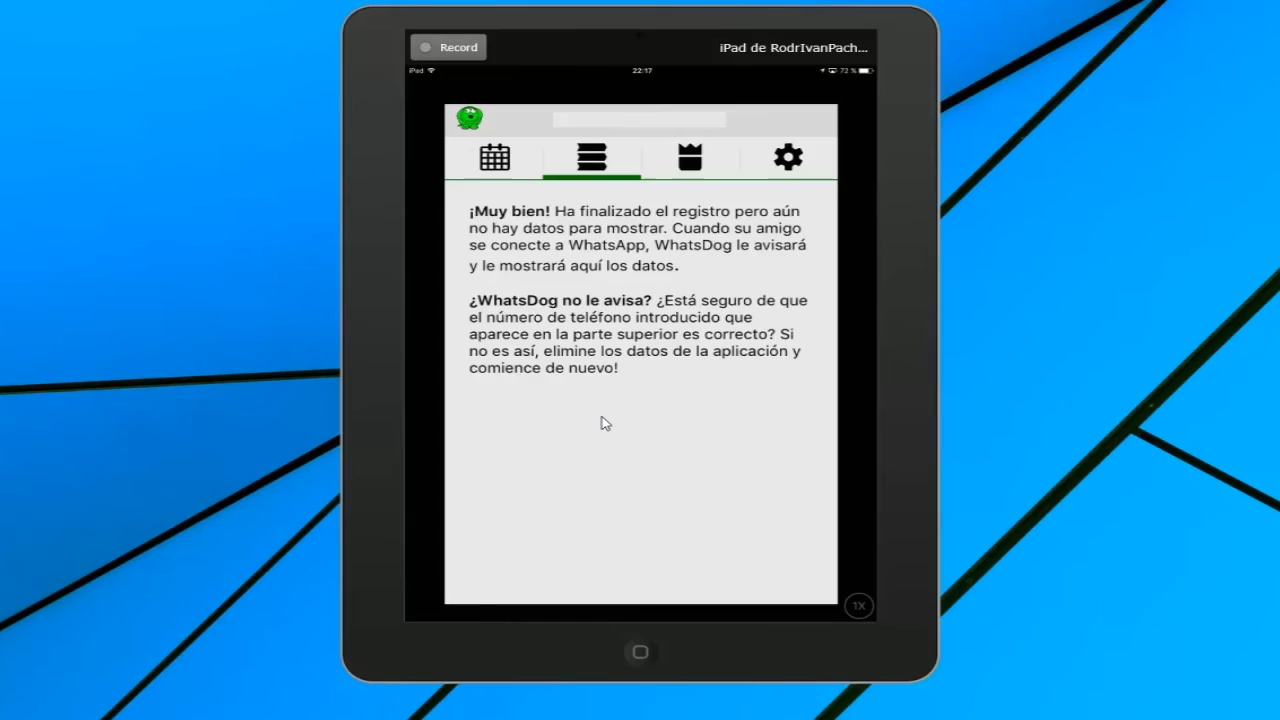 Record
iPad de RodrIvanPach...
iPad
22:17
72 %
¡Muy bien! Ha finalizado el registro pero aún
no hay datos para mostrar. Cuando su amigo
se conecte a WhatsApp, WhatsDog le avisará
y le mostrará aquí los datos.
¿WhatsDog no le avisa? ¿Está seguro de que
el número de teléfono introducido que
aparece en la parte superior es correcto? Si
no es así, elimine los datos de la aplicación y
comience de nuevo!
1X